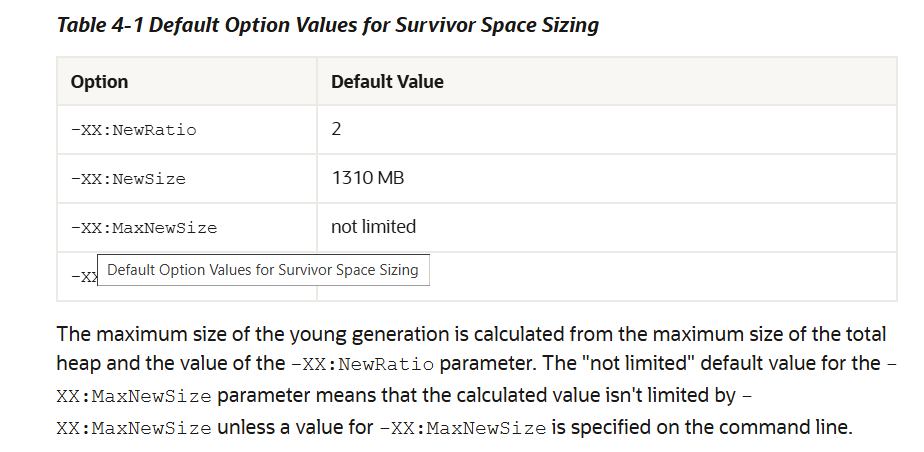 Table 4-1 Default Option Values for Survivor Space Sizing
Option Default Value
-XX:NewRatio 2
-XX:NewSize 1310 MB
-XX:MaxNewSize not limited
Default Option Values for Survivor Space Sizing
The maximum size of the young generation is calculated from the maximum size of the total
heap and the value of the -XX:NewRatio parameter. The "not limited" default value for the -
XX:MaxNewSize parameter means that the calculated value isn't limited by -
XX:MaxNewSize unless a value for -XX:MaxNewSize is specified on the command line.